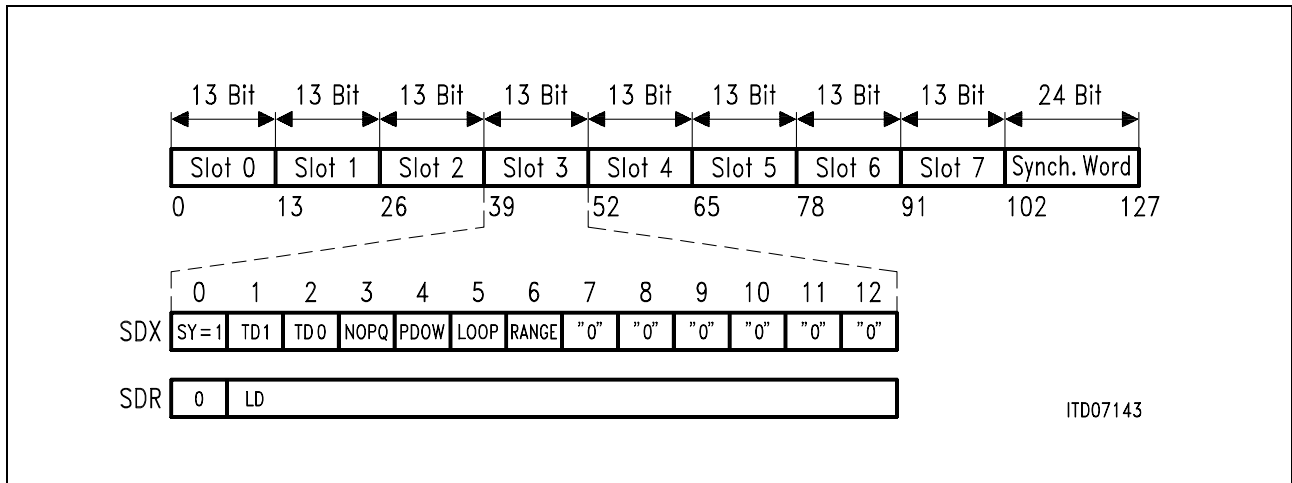 13 Bit 13 Bit 13 Bit 13 Bit 13 Bit 13 Bit 13 Bit 13 Bit 24 Bit
Slot 0 Slot 1 Slot 2 Slot 3 Slot 4 Slot 5 Slot 6 Slot 7 Synch. Word
0 13 26 39 52 65 78 91 102 127
0 1 2 3 4 5 6 7 8 9 10 11 12
SDX SY=1 TD1 TD0 NOPQ PDOW LOOP RANGE "0" "0" "0" "0" "0" "0"
SDR 0 LD
ITD07143